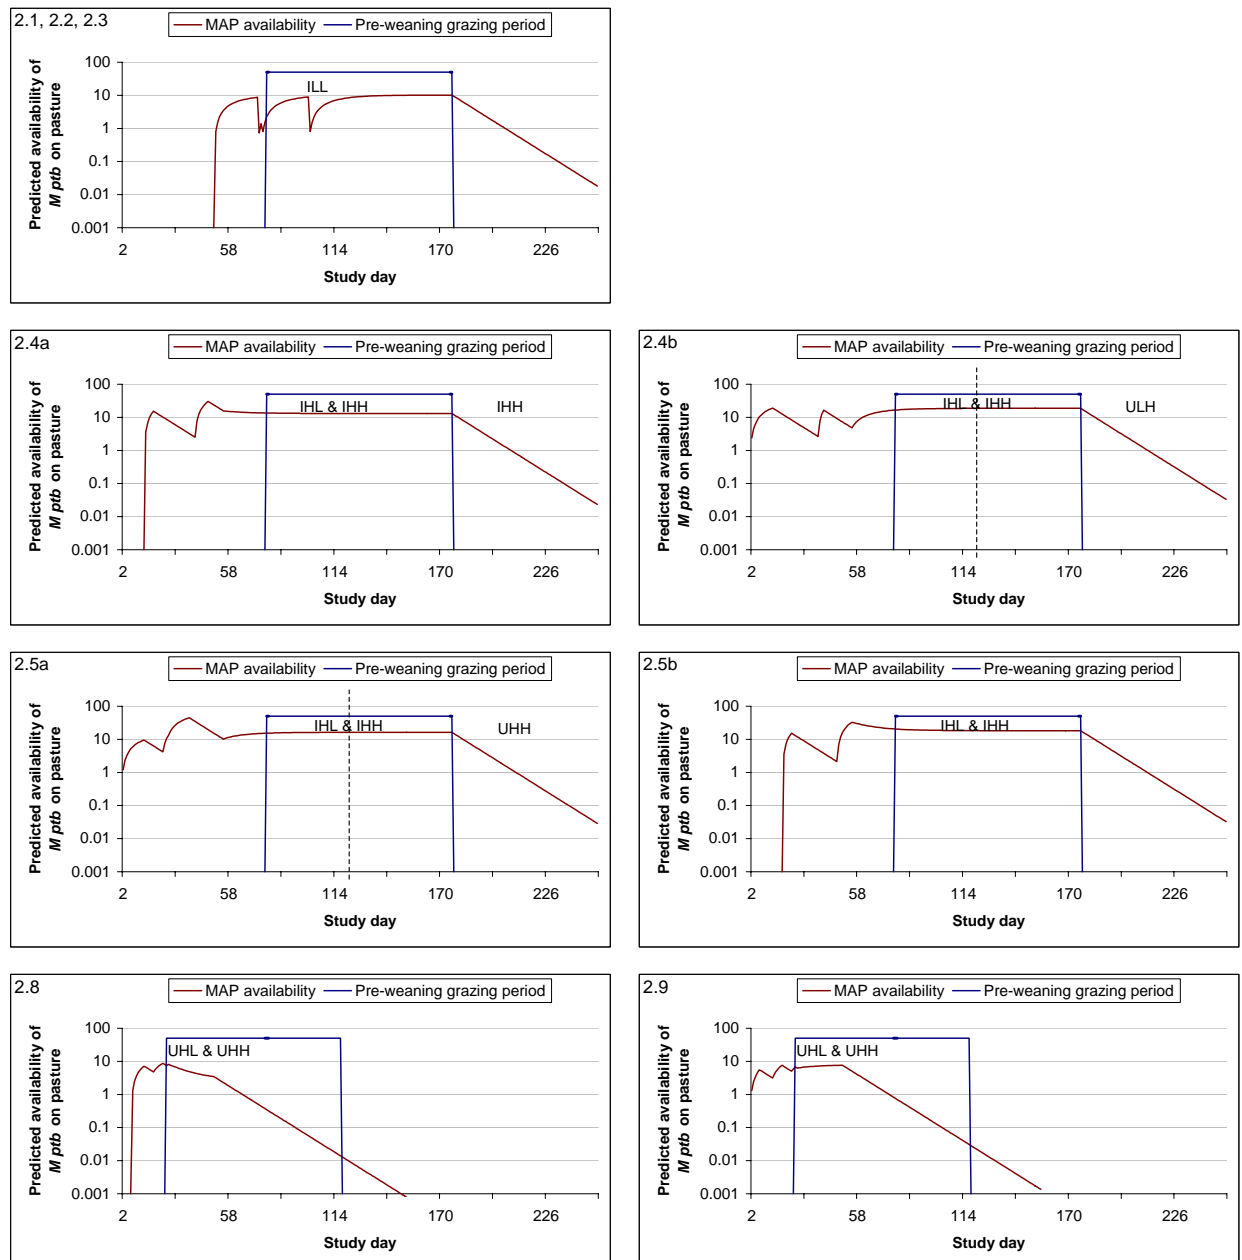 2.1, 2.2, 2.3
MAP availability Pre-weaning grazing period
Predicted availability of
M ptb on pasture
100
10
1
0.1
0.01
0.001
ILL
2 58 114 170 226
Study day
2.4a
MAP availability Pre-weaning grazing period
Predicted availability of
M ptb on pasture
100
10
1
0.1
0.01
0.001
IHL & IHH
IHH
2 58 114 170 226
Study day
2.4b
MAP availability Pre-weaning grazing period
Predicted availability of
M ptb on pasture
100
10
1
0.1
0.01
0.001
IHL & IHH
ULH
2 58 114 170 226
Study day
2.5a
MAP availability Pre-weaning grazing period
Predicted availability of
M ptb on pasture
100
10
1
0.1
0.01
0.001
IHL & IHH
UHH
2 58 114 170 226
Study day
2.5b
MAP availability Pre-weaning grazing period
Predicted availability of
M ptb on pasture
100
10
1
0.1
0.01
0.001
IHL & IHH
2 58 114 170 226
Study day
2.8
MAP availability Pre-weaning grazing period
Predicted availability of
M ptb on pasture
100
10
1
0.1
0.01
0.001
UHL & UHH
2 58 114 170 226
Study day
2.9
MAP availability Pre-weaning grazing period
Predicted availability of
M ptb on pasture
100
10
1
0.1
0.01
0.001
UHL & UHH
2 58 114 170 226
Study day